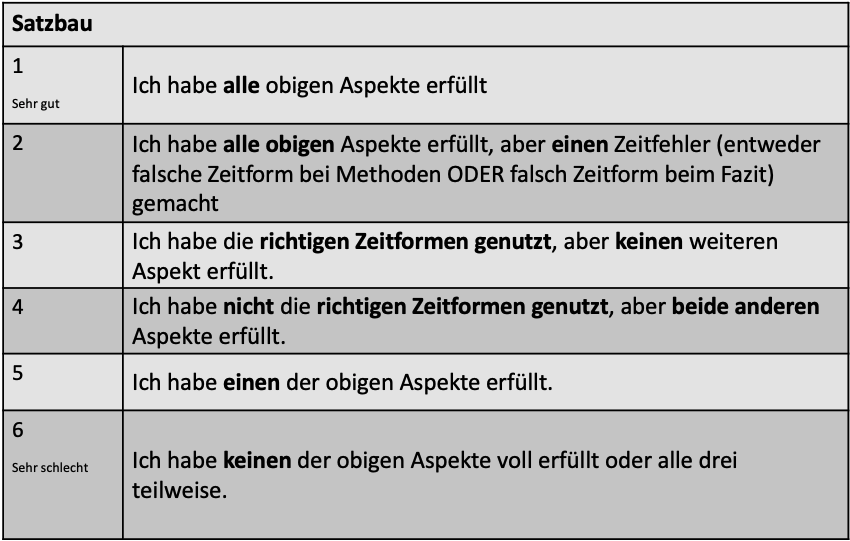 Satzbau
1
Sehr gut
Ich habe alle obigen Aspekte erfüllt
2
Ich habe alle obigen Aspekte erfüllt, aber einen Zeitfehler (entweder
falsche Zeitform bei Methoden ODER falsch Zeitform beim Fazit)
gemacht
3
Ich habe die richtigen Zeitformen genutzt, aber keinen weiteren
Aspekt erfüllt.
4
Ich habe nicht die richtigen Zeitformen genutzt, aber beide anderen
Aspekte erfüllt.
5
Ich habe einen der obigen Aspekte erfüllt.
6
Sehr schlecht
Ich habe keinen der obigen Aspekte voll erfüllt oder alle drei
teilweise.